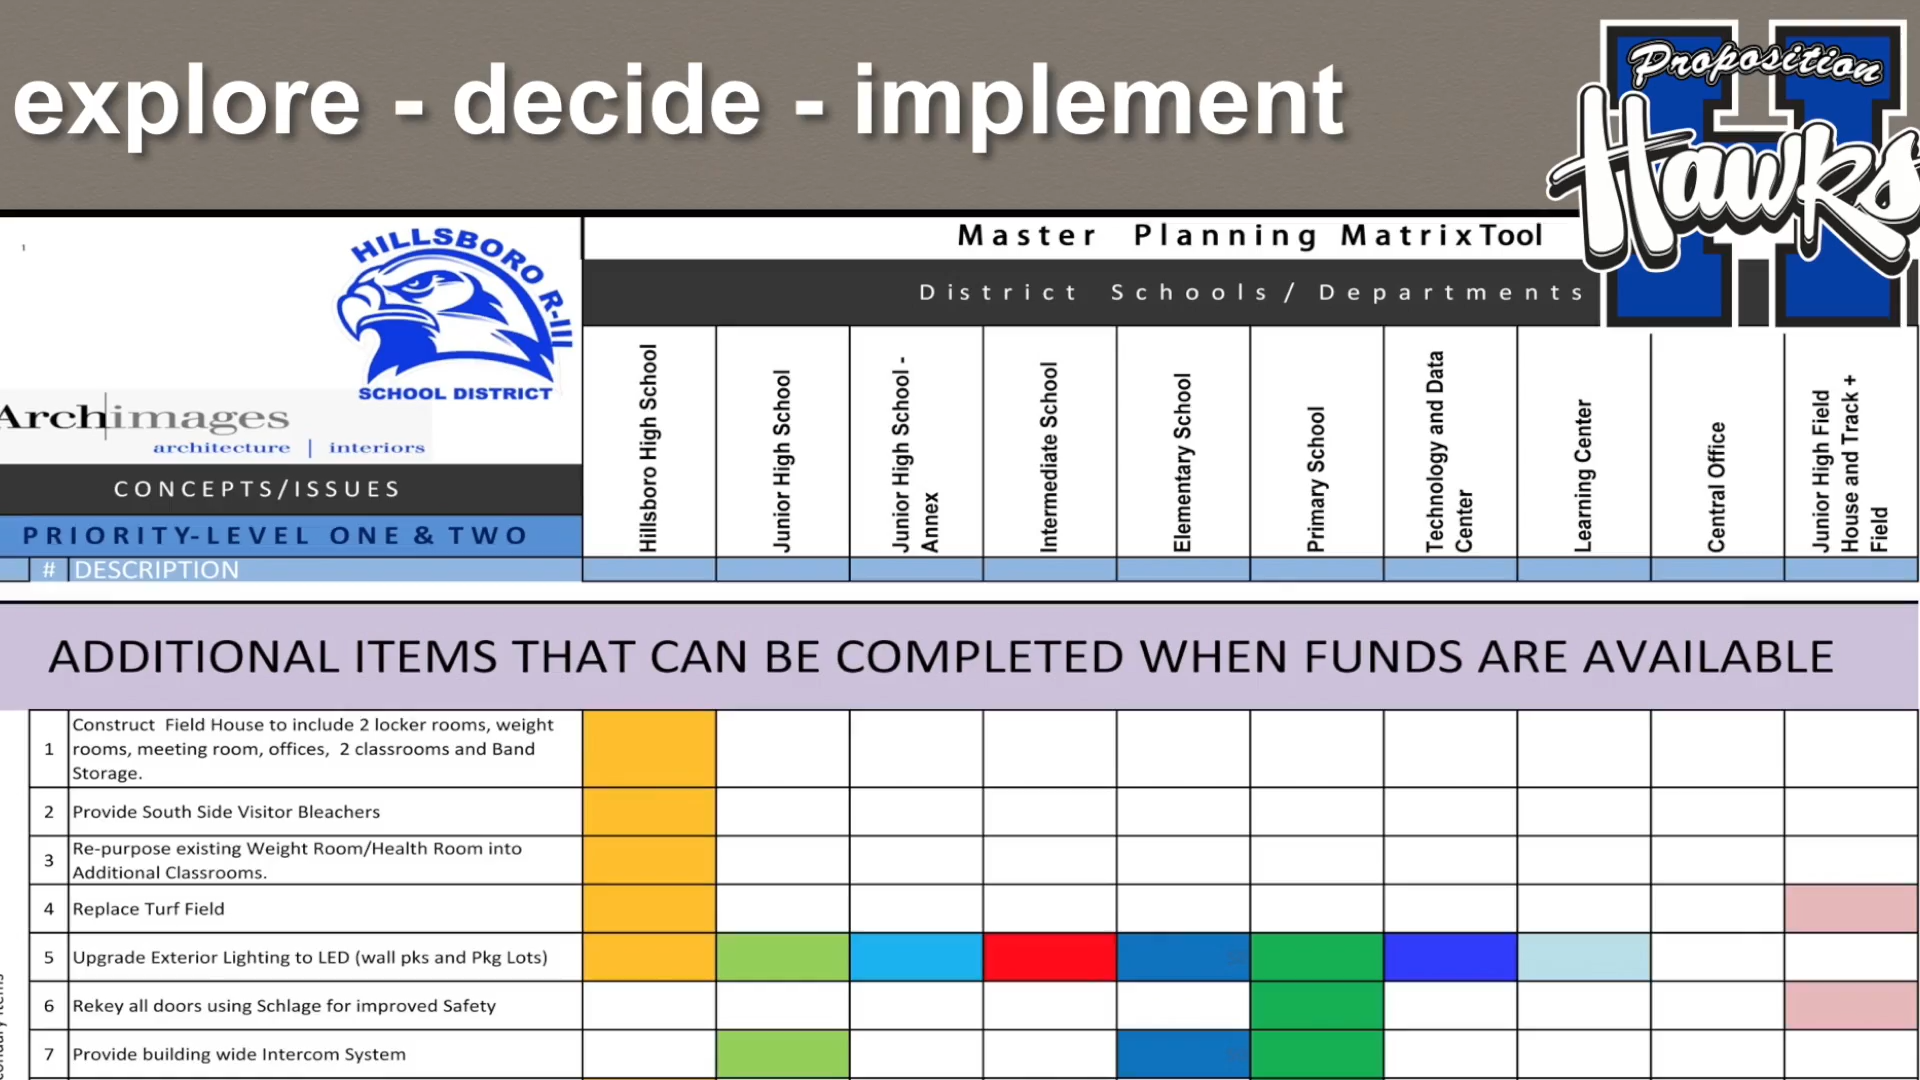 explore - decide - implement
Proposition
Hawks
1
HILLSBORO R-III
SCHOOL DISTRICT
Archimages
architecture | interiors
Master Planning MatrixTool
District Schools/ Departments
CONCEPTS/ISSUES
PRIORITY-LEVEL ONE & TWO
# DESCRIPTION
Hillsboro High School
Junior High School
Junior High School -
Annex
Intermediate School
Elementary School
Primary School
Technology and Data
Center
Learning Center
Central Office
Junior High Field
House and Track +
Field
ADDITIONAL ITEMS THAT CAN BE COMPLETED WHEN FUNDS ARE AVAILABLE
1 Construct Field House to include 2 locker rooms, weight
rooms, meeting room, offices, 2 classrooms and Band
Storage.
2 Provide South Side Visitor Bleachers
3 Re-purpose existing Weight Room/Health Room into
Additional Classrooms.
4 Replace Turf Field
5 Upgrade Exterior Lighting to LED (wall pks and Pkg Lots)
6 Rekey all doors using Schlage for improved Safety
7 Provide building wide Intercom System